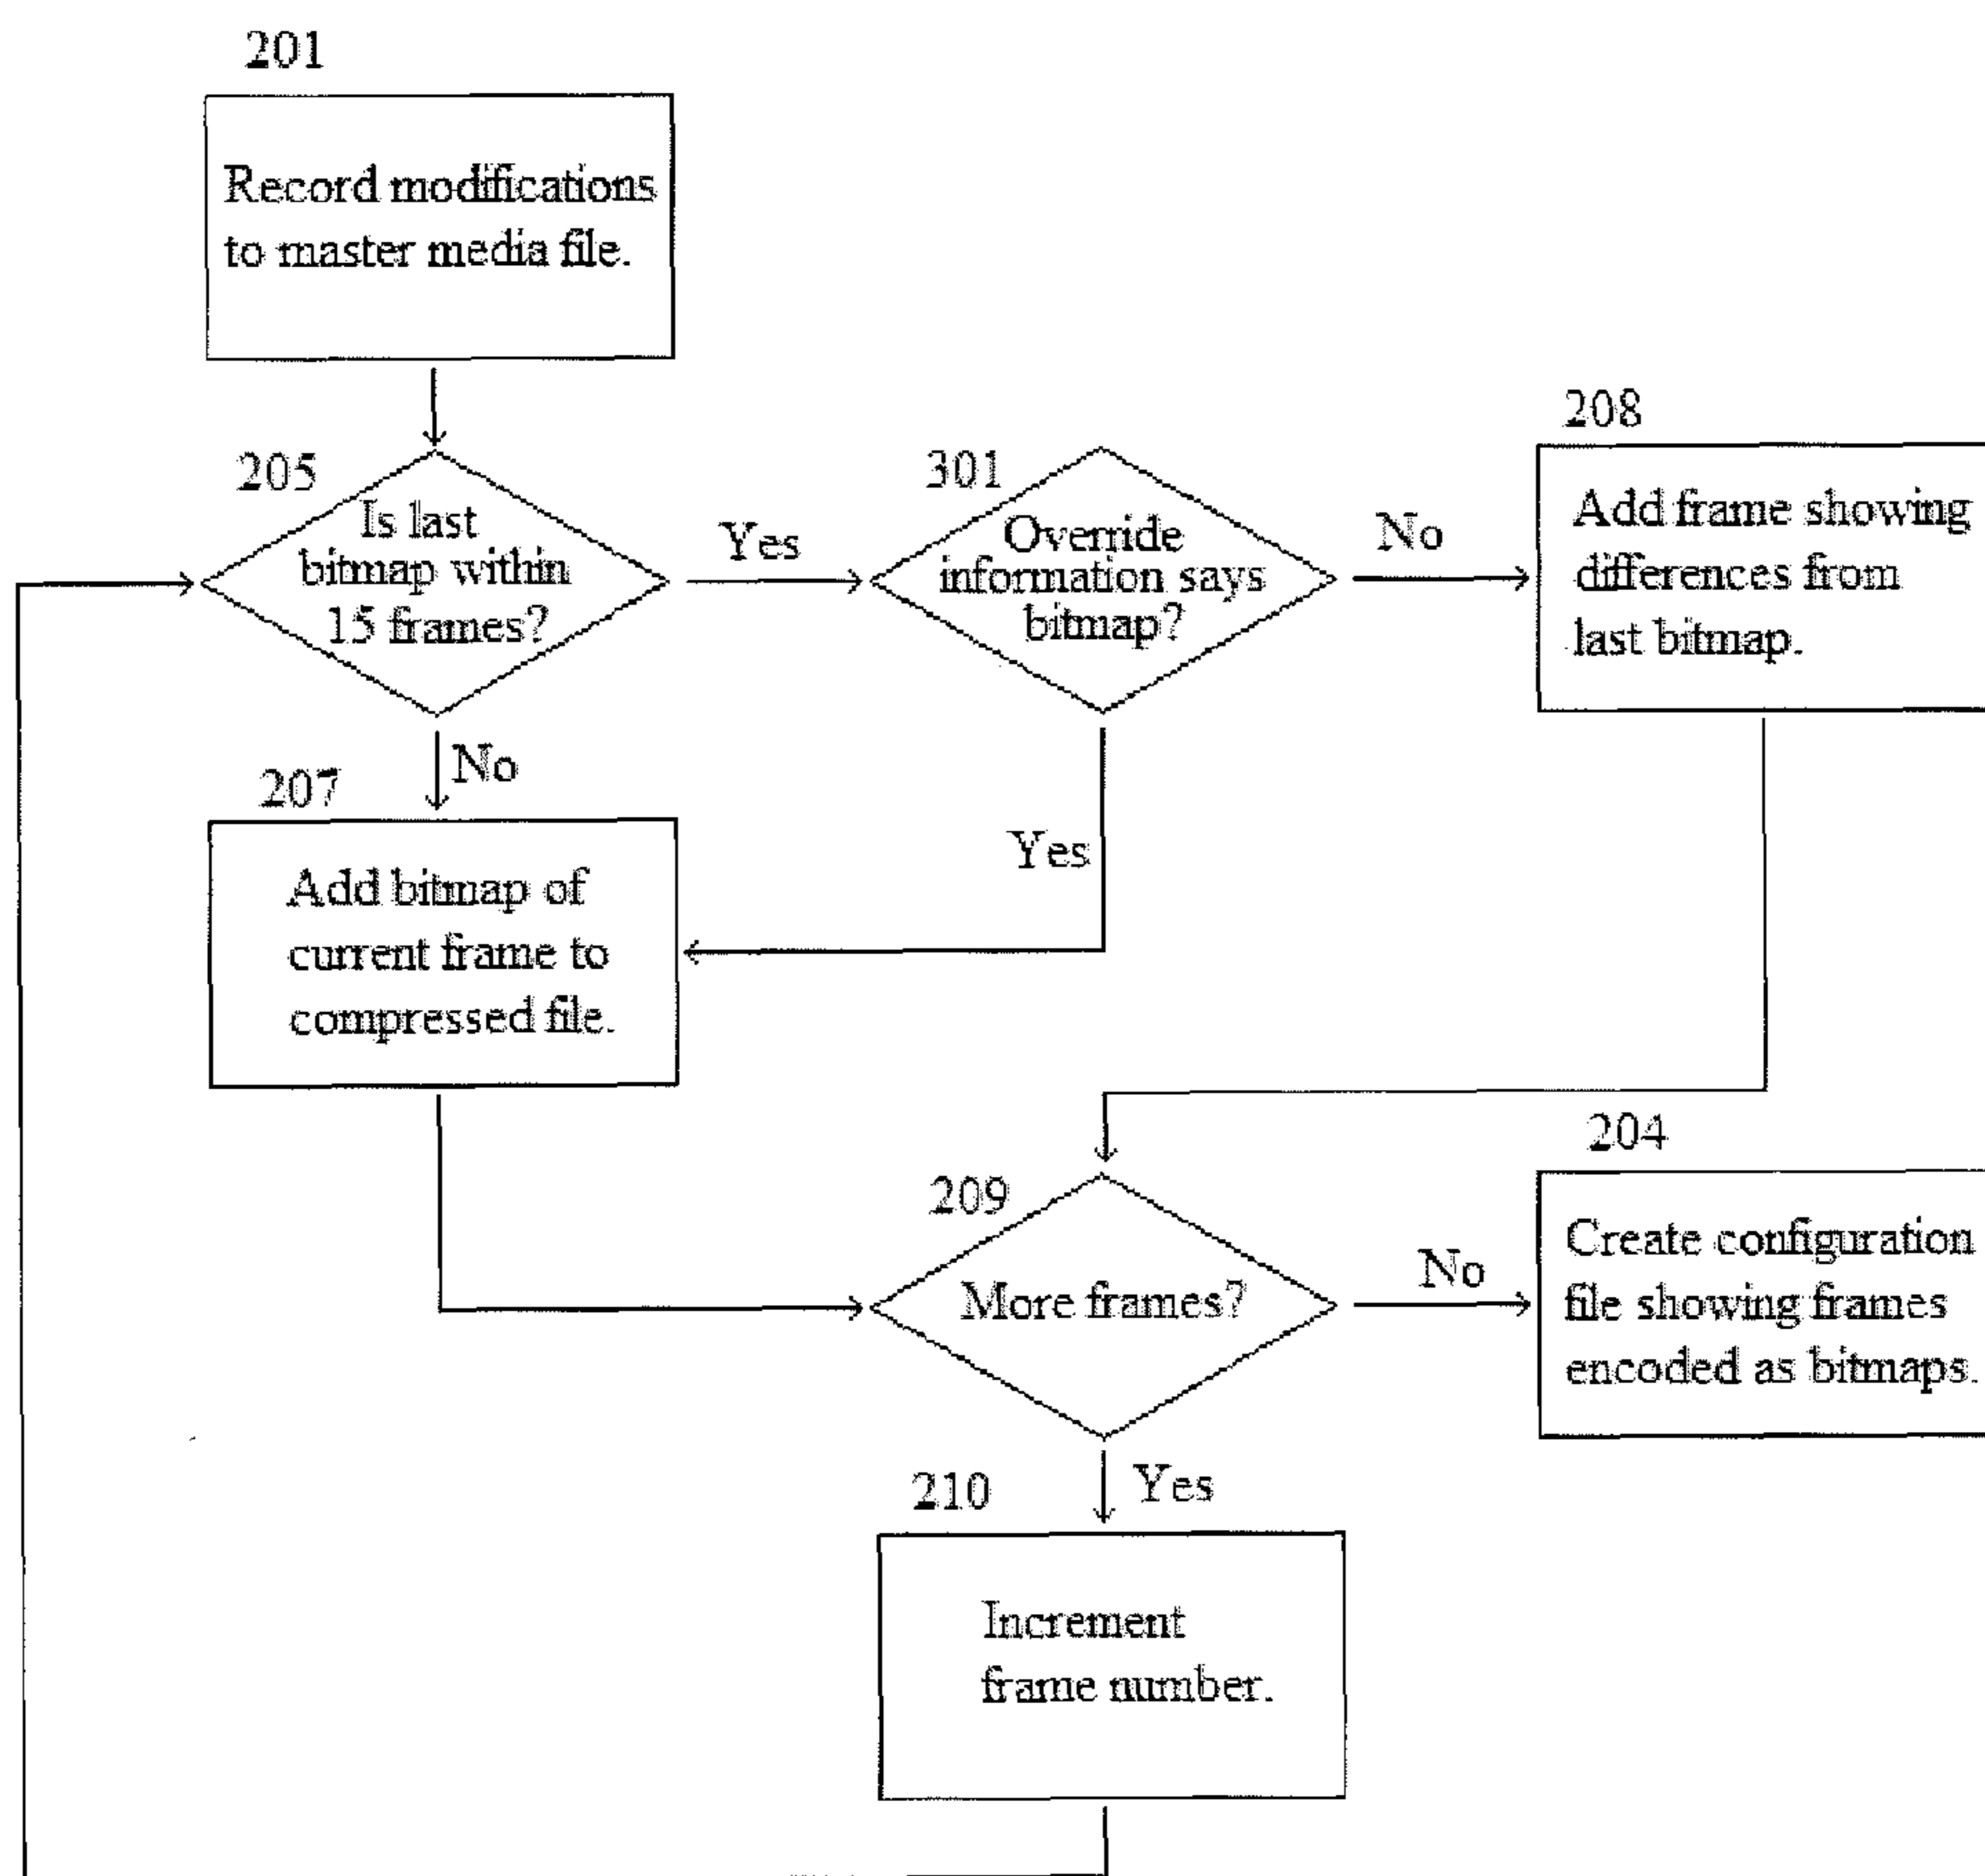 201
Record modifications
to master media file.
205
Is last
bitmap within
15 frames?
Yes
301
Override
information says
bitmap?
No
208
Add frame showing
differences from
last bitmap.
No
207
Add bitmap of
current frame to
compressed file.
Yes
209
More frames?
No
204
Create configuration
file showing frames
encoded as bitmaps.
Yes
210
Increment
frame number.